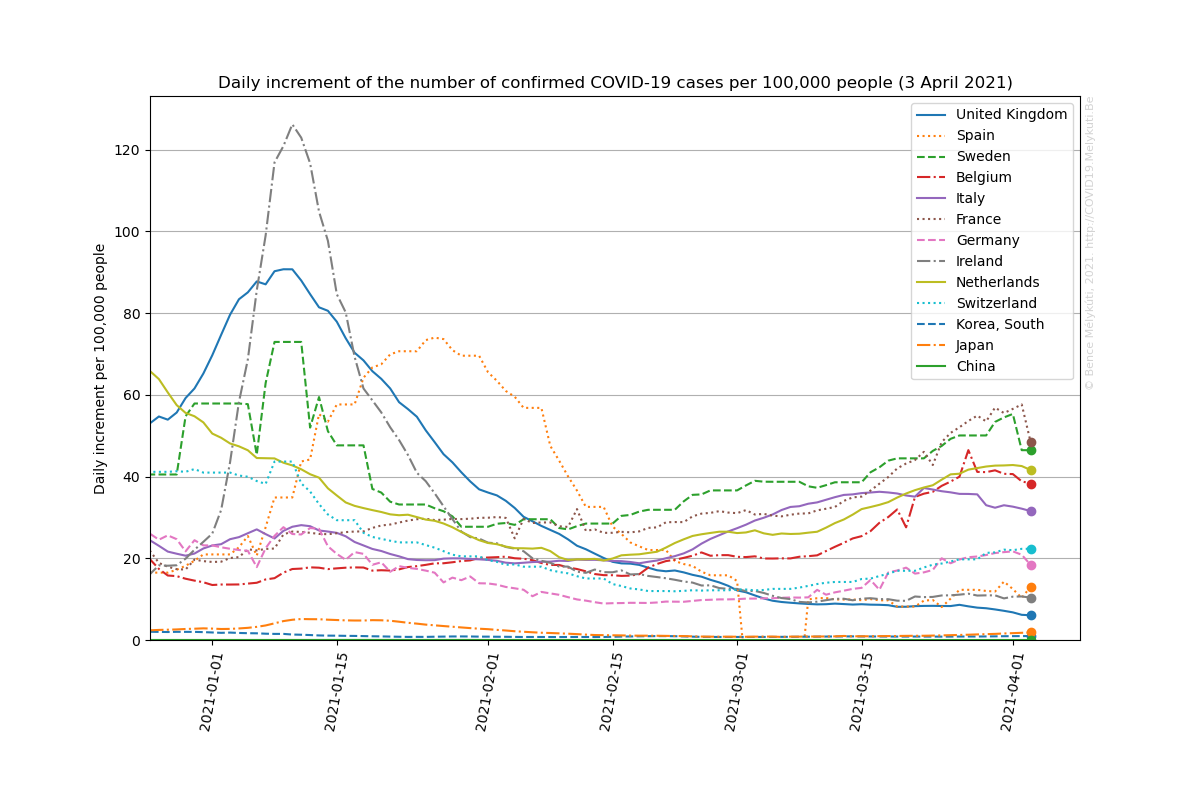 Daily increment of the number of confirmed COVID-19 cases per 100,000 people (3 April 2021)
Daily increment per 100,000 people
120
100
80
60
40
20
0
United Kingdom
Spain
Sweden
Belgium
Italy
France
Germany
Ireland
Netherlands
Switzerland
Korea, South
Japan
China
2021-01-01
2021-01-15
2021-02-01
2021-02-15
2021-03-01
2021-03-15
2021-04-01
© Bence Mélykúti, 2021 http://COVID19.Melykuti.Be